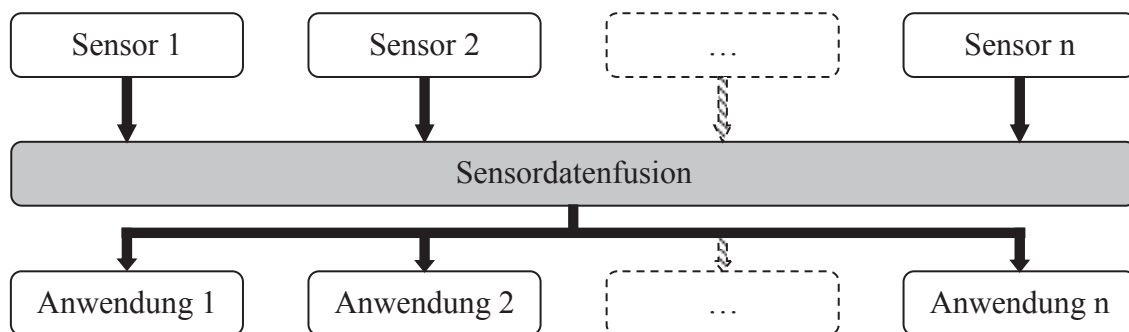 Sensor 1
Sensor 2
…
Sensor n
Sensordatenfusion
Anwendung 1
Anwendung 2
…
Anwendung n